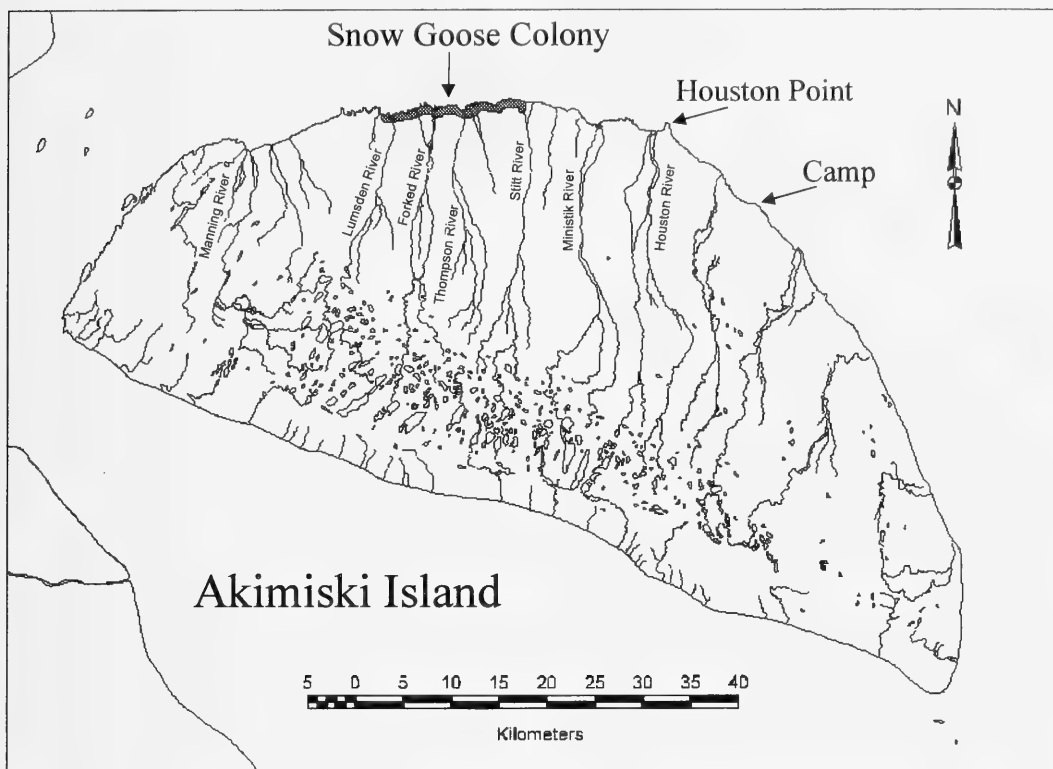 Snow Goose Colony
Houston Point
N
Camp
Manning River
Lumsden River
Forked River
Thompson River
Stitt River
Ministik River
Houston River
Akimiski Island
5 0 5 10 15 20 25 30 35 40
Kilometers